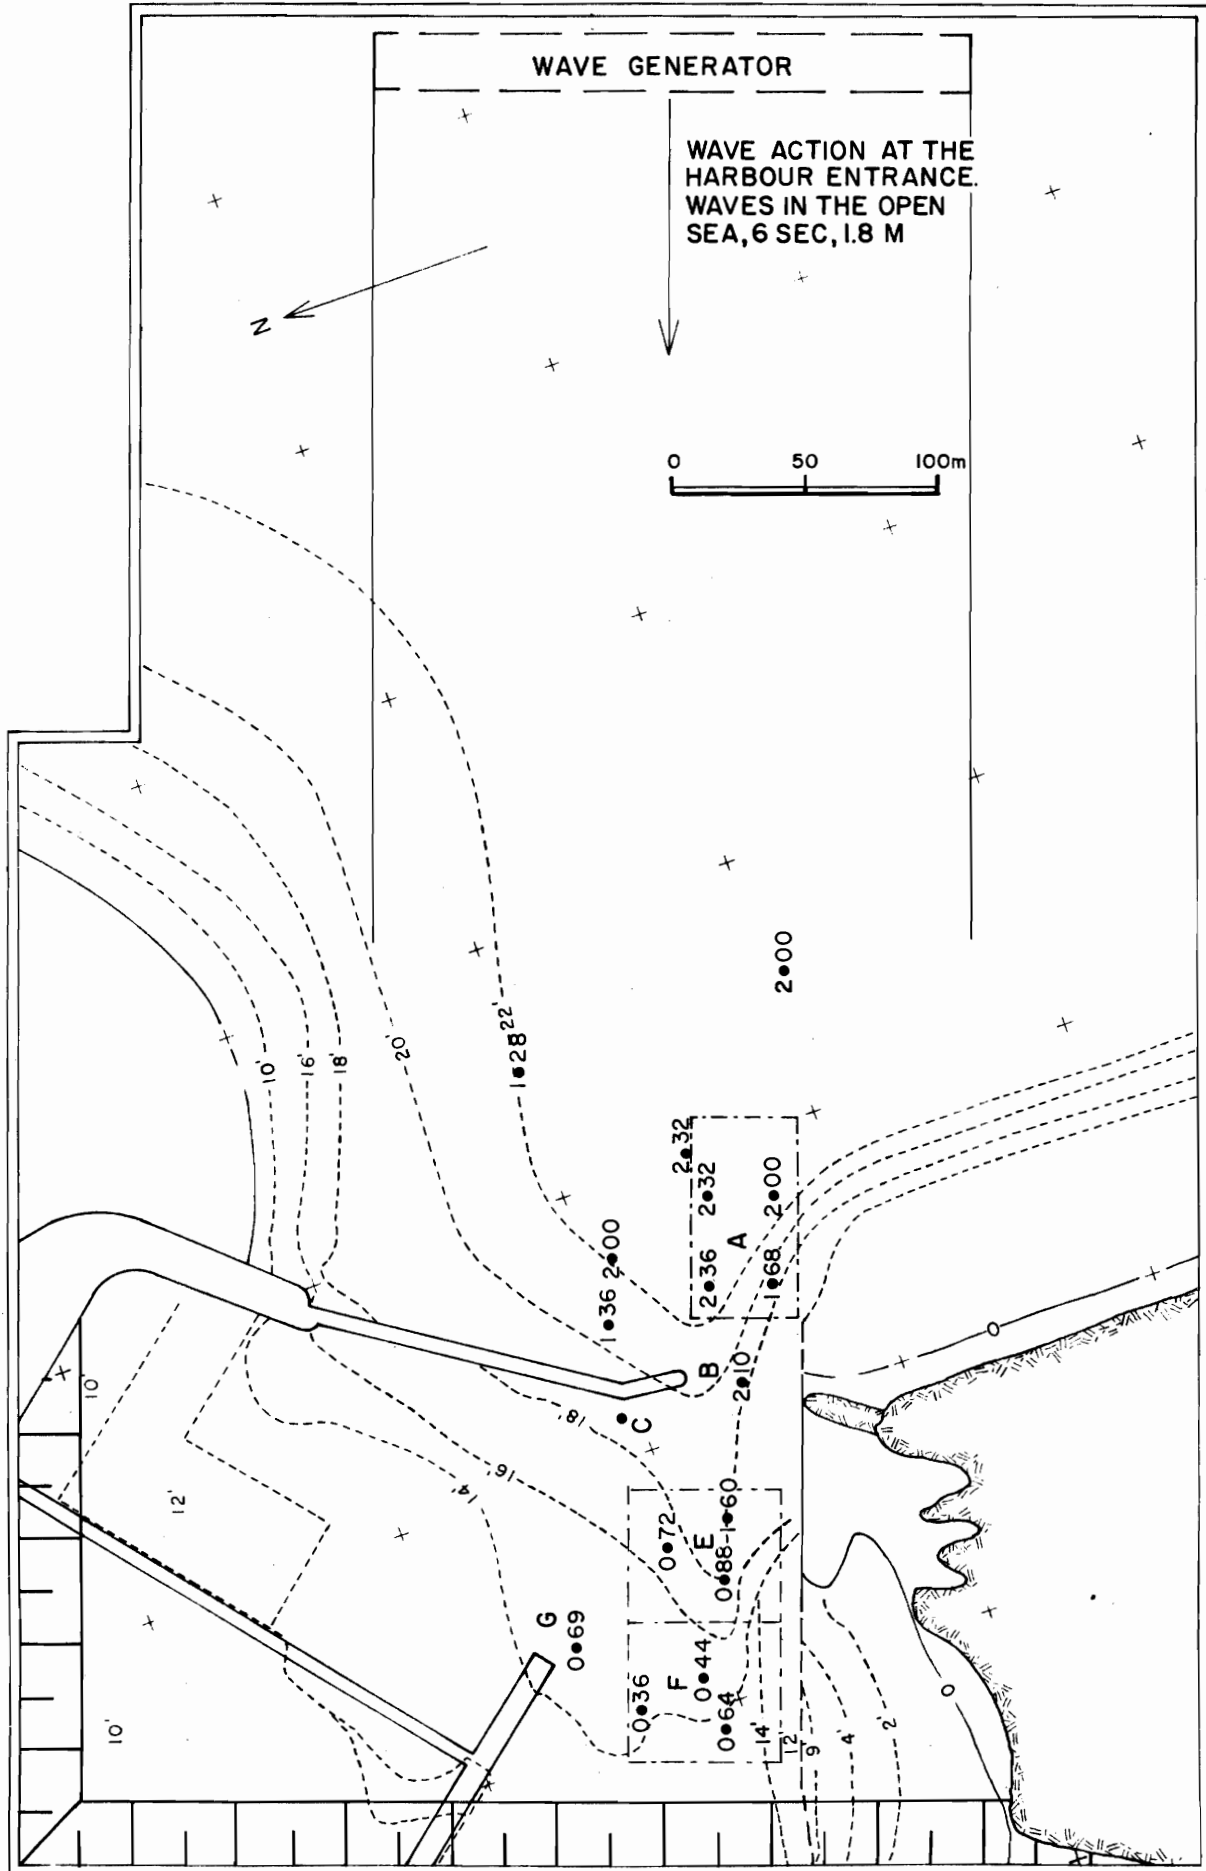 WAVE GENERATOR
WAVE ACTION AT THE
HARBOUR ENTRANCE.
WAVES IN THE OPEN
SEA, 6 SEC, 1.8 M
N
0 50 100m
2•00
22'
20'
1•28
10'
16'
18'
2•32
2•32
2•00
A
2•00
2•36
1•68
1•36
0
B
2•10
10'
18'
C
16'
14'
12'
1•60
0•72
E
0•88
G
0•69
0•44
F
0•36
0•64
0
14'
12'
9'
4'
2'
10'